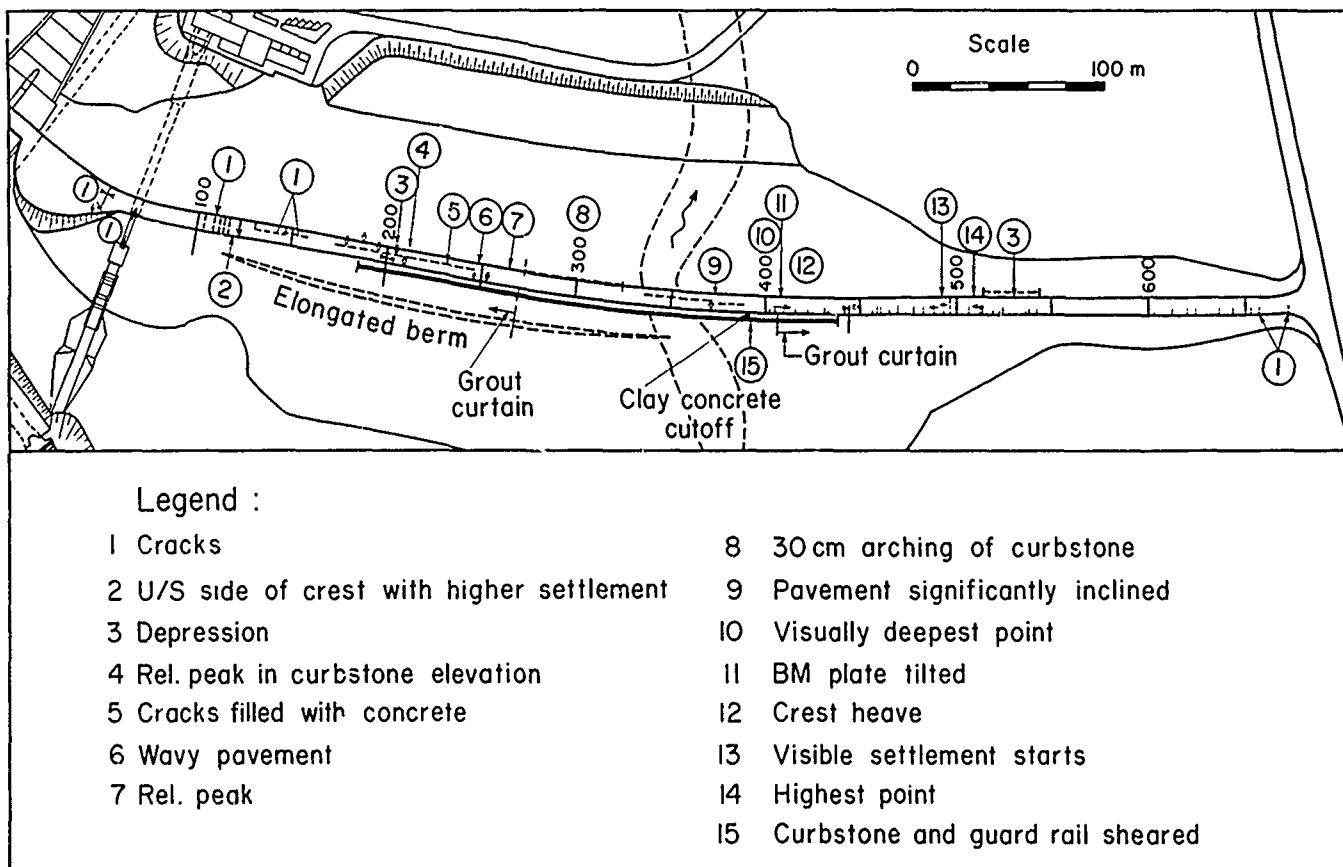 Scale
0 100 m
4
1 1 3 13
1 8 11 14 3
100 200 5 6 7 300 10 400 12 500 600
1 9
2
Elongated berm
15 Grout curtain 1
Grout
curtain
Clay concrete
cutoff
Legend :
1 Cracks
2 U/S side of crest with higher settlement
3 Depression
4 Rel. peak in curbstone elevation
5 Cracks filled with concrete
6 Wavy pavement
7 Rel. peak
8 30 cm arching of curbstone
9 Pavement significantly inclined
10 Visually deepest point
11 BM plate tilted
12 Crest heave
13 Visible settlement starts
14 Highest point
15 Curbstone and guard rail sheared